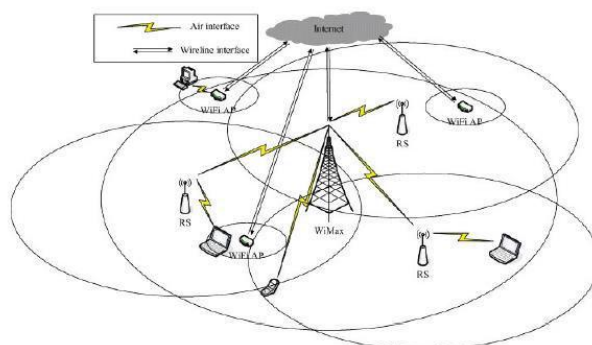 Air interface
Wireline interface
Internet
WiFi AP
WiFi AP
RS
RS
WiMax
WiFi AP
RS